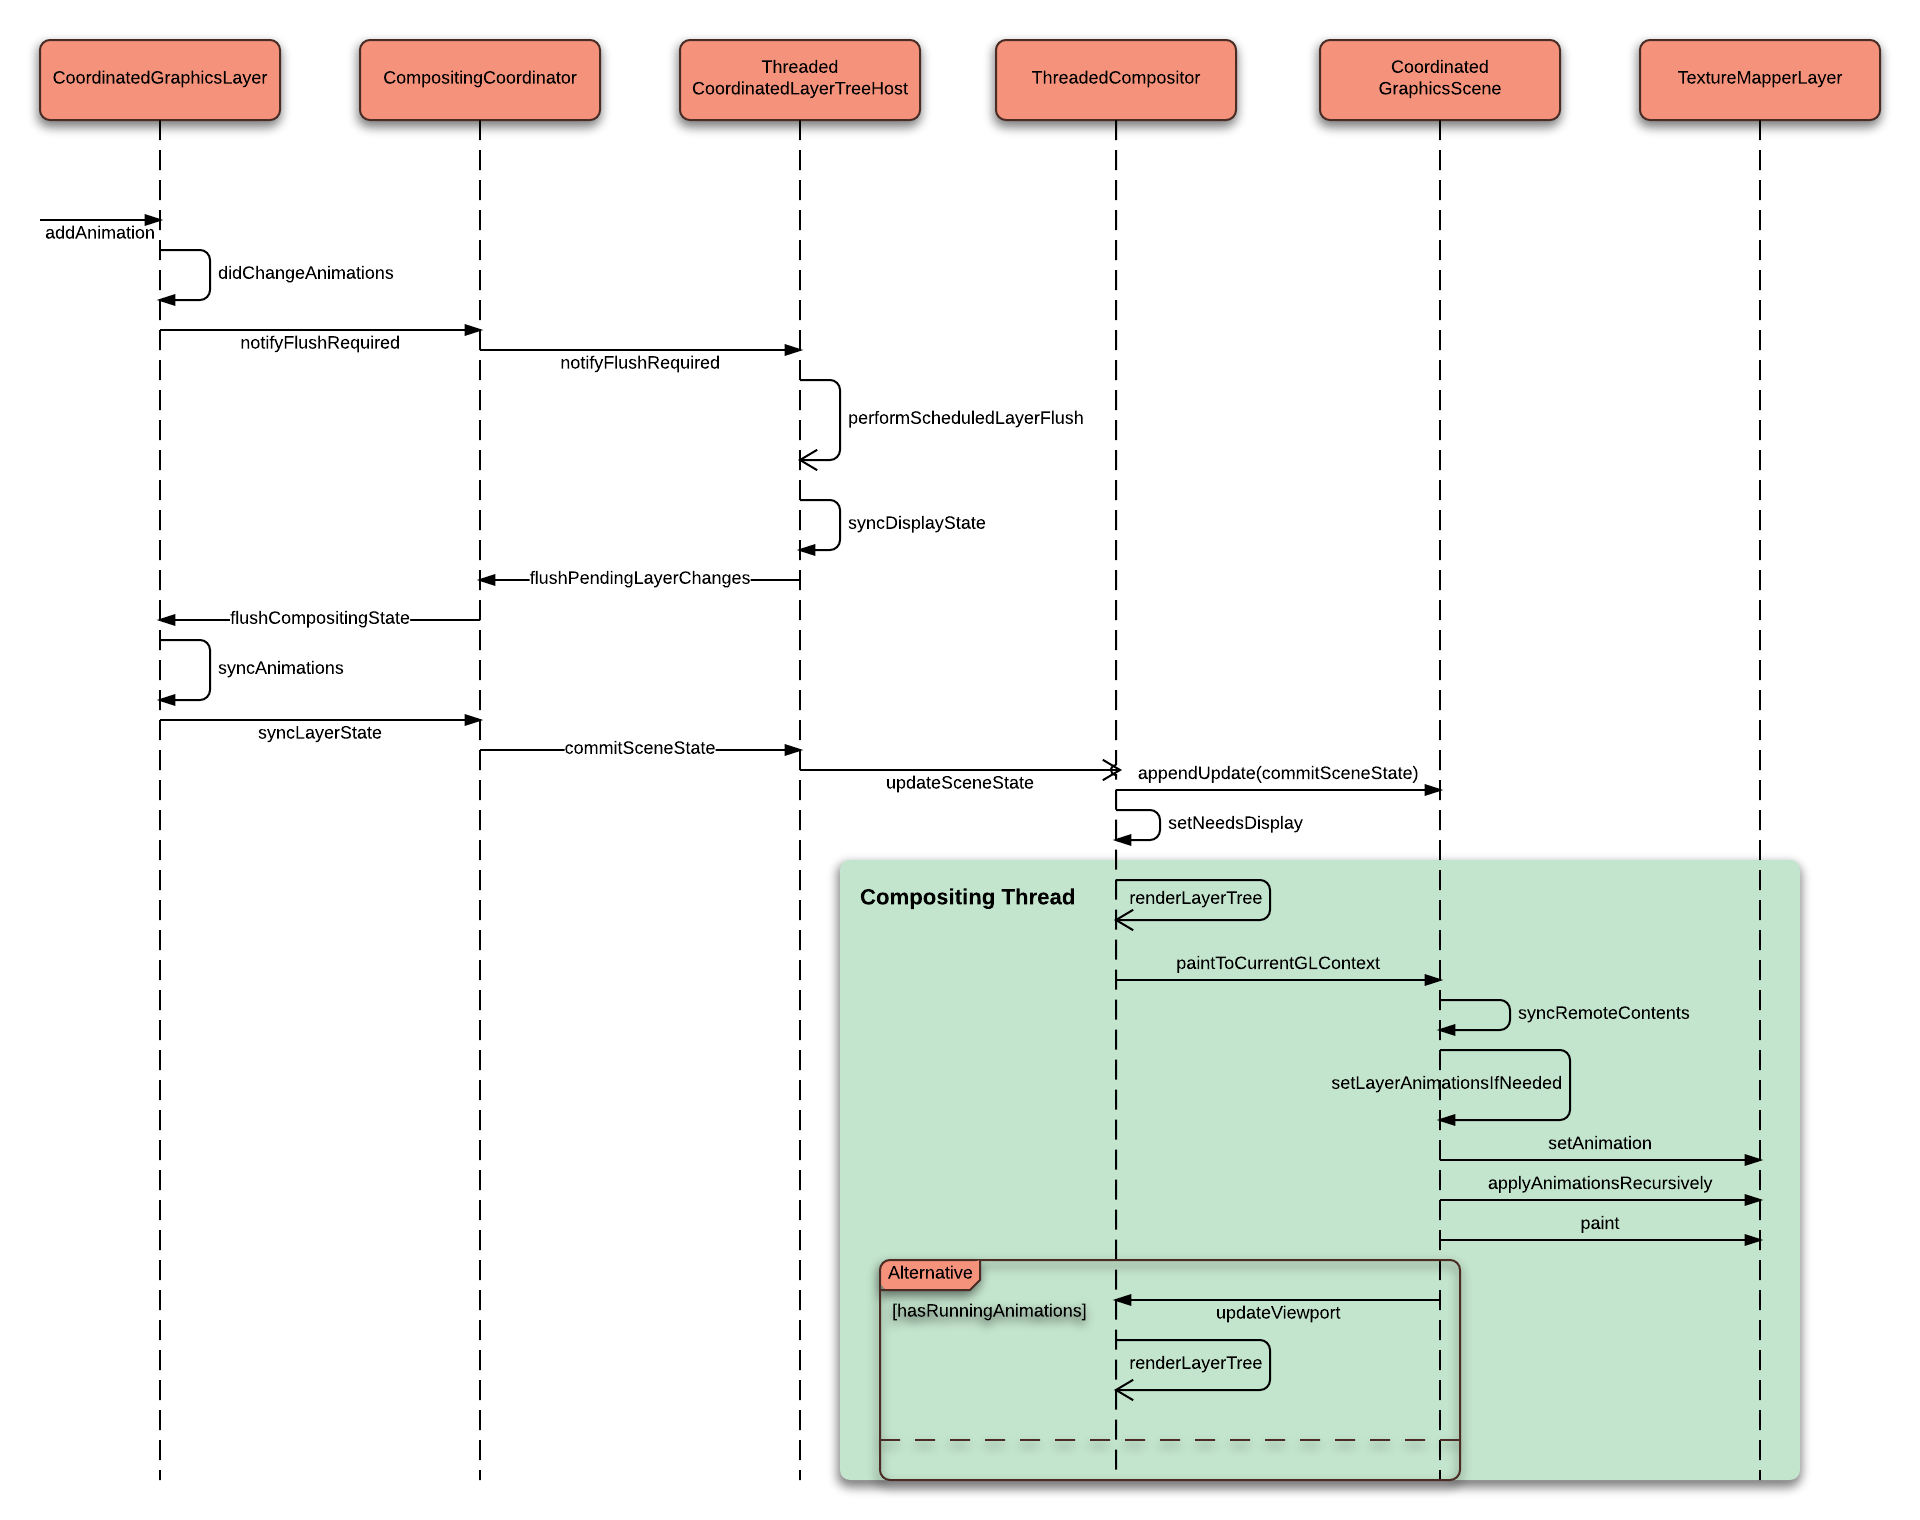 CoordinatedGraphicsLayer
CompositingCoordinator
Threaded
CoordinatedLayerTreeHost
ThreadedCompositor
Coordinated
GraphicsScene
TextureMapperLayer
addAnimation
didChangeAnimations
notifyFlushRequired
notifyFlushRequired
performScheduledLayerFlush
syncDisplayState
flushPendingLayerChanges
flushCompositingState
syncAnimations
syncLayerState
commitSceneState
updateSceneState
appendUpdate(commitSceneState)
setNeedsDisplay
Compositing Thread
renderLayerTree
paintToCurrentGLContext
syncRemoteContents
setLayerAnimationsIfNeeded
setAnimation
applyAnimationsRecursively
paint
Alternative
[hasRunningAnimations]
updateViewport
renderLayerTree